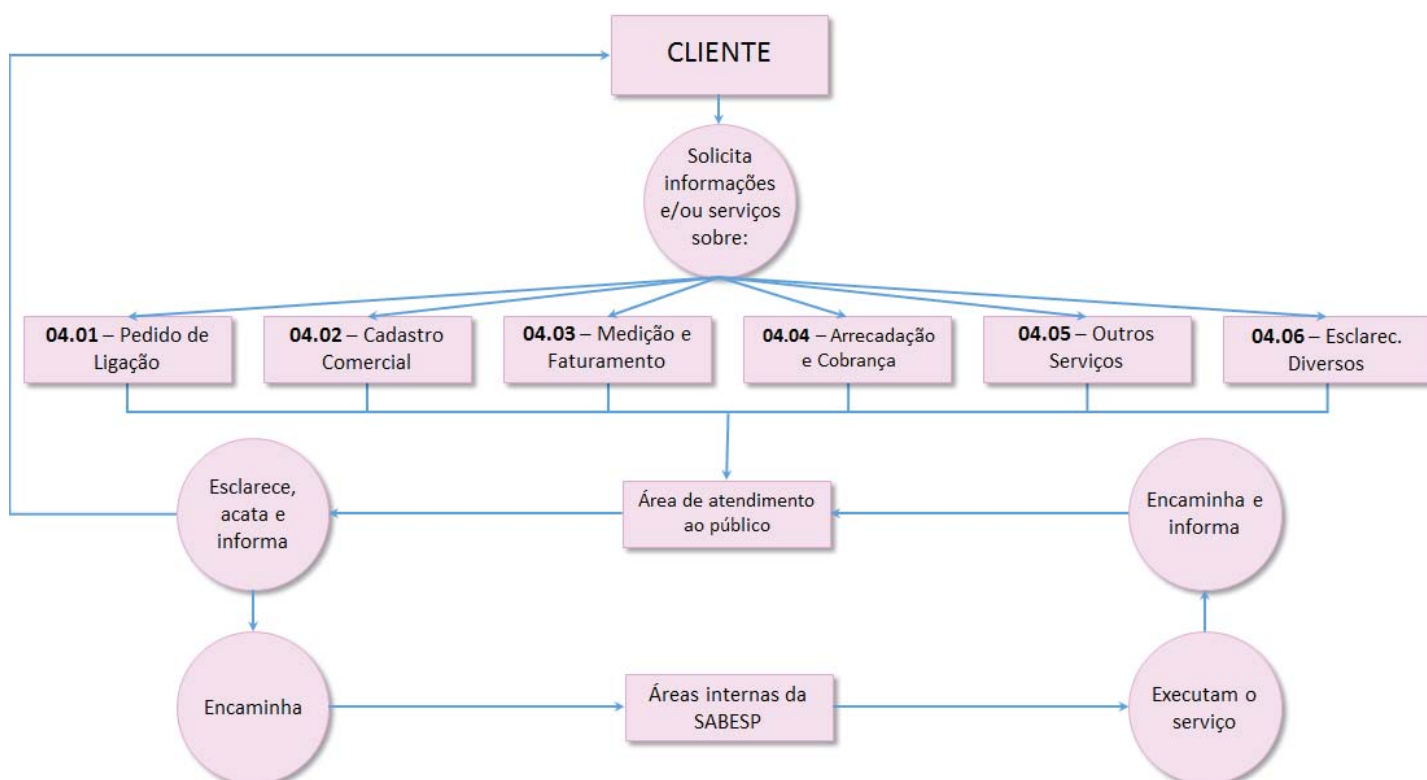 CLIENTE
Solicita
informações
e/ou serviços
sobre:
04.01 – Pedido de
Ligação
04.02 – Cadastro
Comercial
04.03 – Medição e
Faturamento
04.04 – Arrecadação
e Cobrança
04.05 – Outros
Serviços
04.06 – Esclarec.
Diversos
Esclarece,
acata e
informa
Área de atendimento
ao público
Encaminha e
informa
Encaminha
Áreas internas da
SABESP
Executam o
serviço